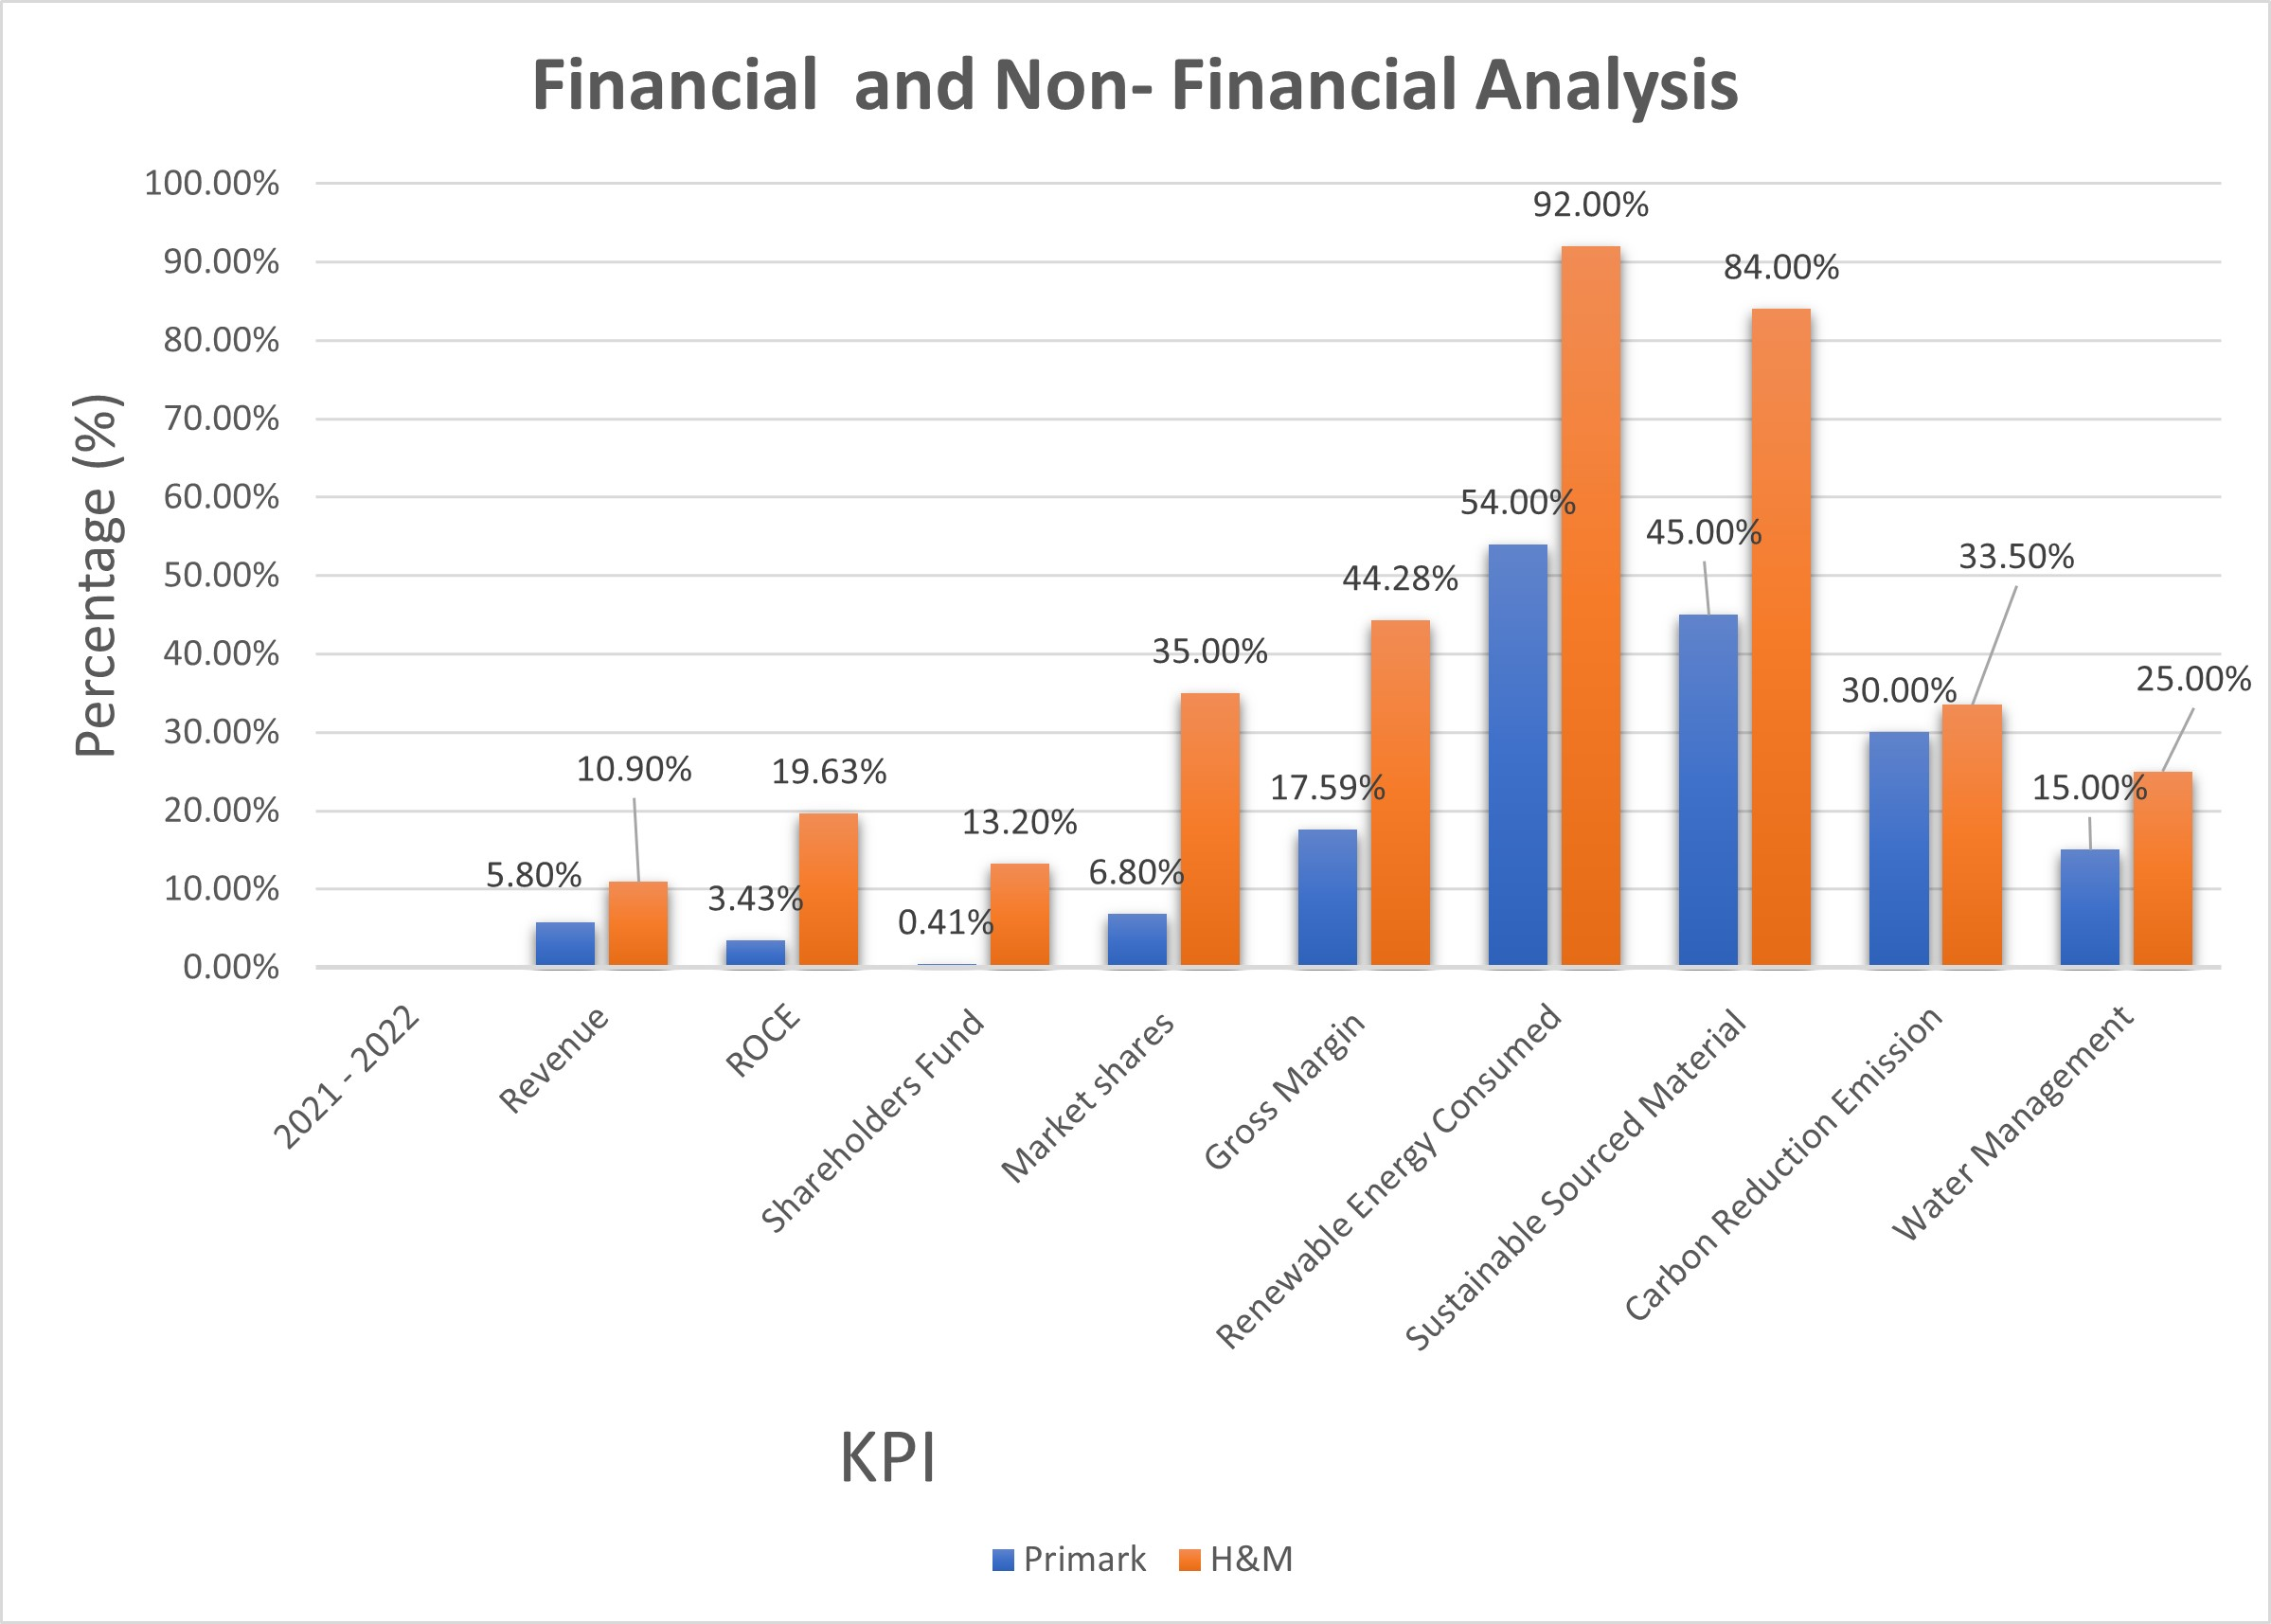 Financial  and Non- Financial Analysis
Percentage (%)
100.00%
90.00%
80.00%
70.00%
60.00%
50.00%
40.00%
30.00%
20.00%
10.00%
0.00%
5.80%
10.90%
3.43%
19.63%
0.41%
13.20%
6.80%
35.00%
17.59%
44.28%
54.00%
92.00%
45.00%
84.00%
30.00%
33.50%
15.00%
25.00%
2021 - 2022
Revenue
ROCE
Shareholders Fund
Market shares
Gross Margin
Renewable Energy Consumed
Sustainable Sourced Material
Carbon Reduction Emission
Water Management
KPI
Primark
H&M